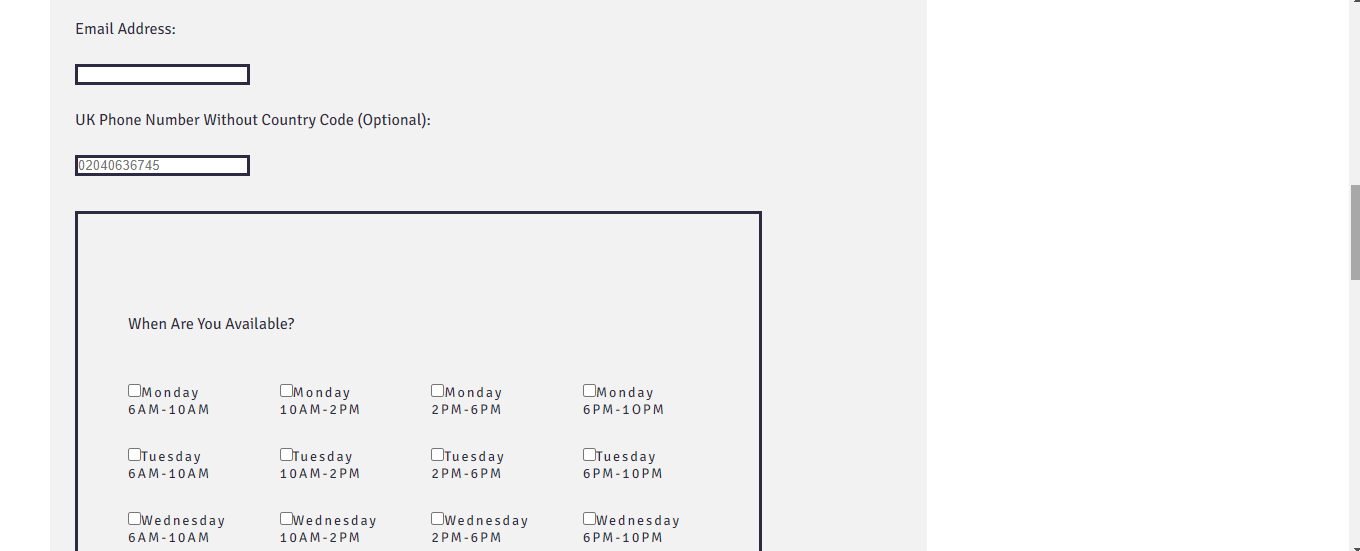 Email Address:
UK Phone Number Without Country Code (Optional):
02040636745
When Are You Available?
Monday Monday Monday Monday
6AM-10AM 10AM-2PM 2PM-6PM 6PM-1OPM
Tuesday Tuesday Tuesday Tuesday
6AM-10AM 10AM-2PM 2PM-6PM 6PM-10PM
Wednesday Wednesday Wednesday Wednesday
6AM-10AM 10AM-2PM 2PM-6PM 6PM-10PM